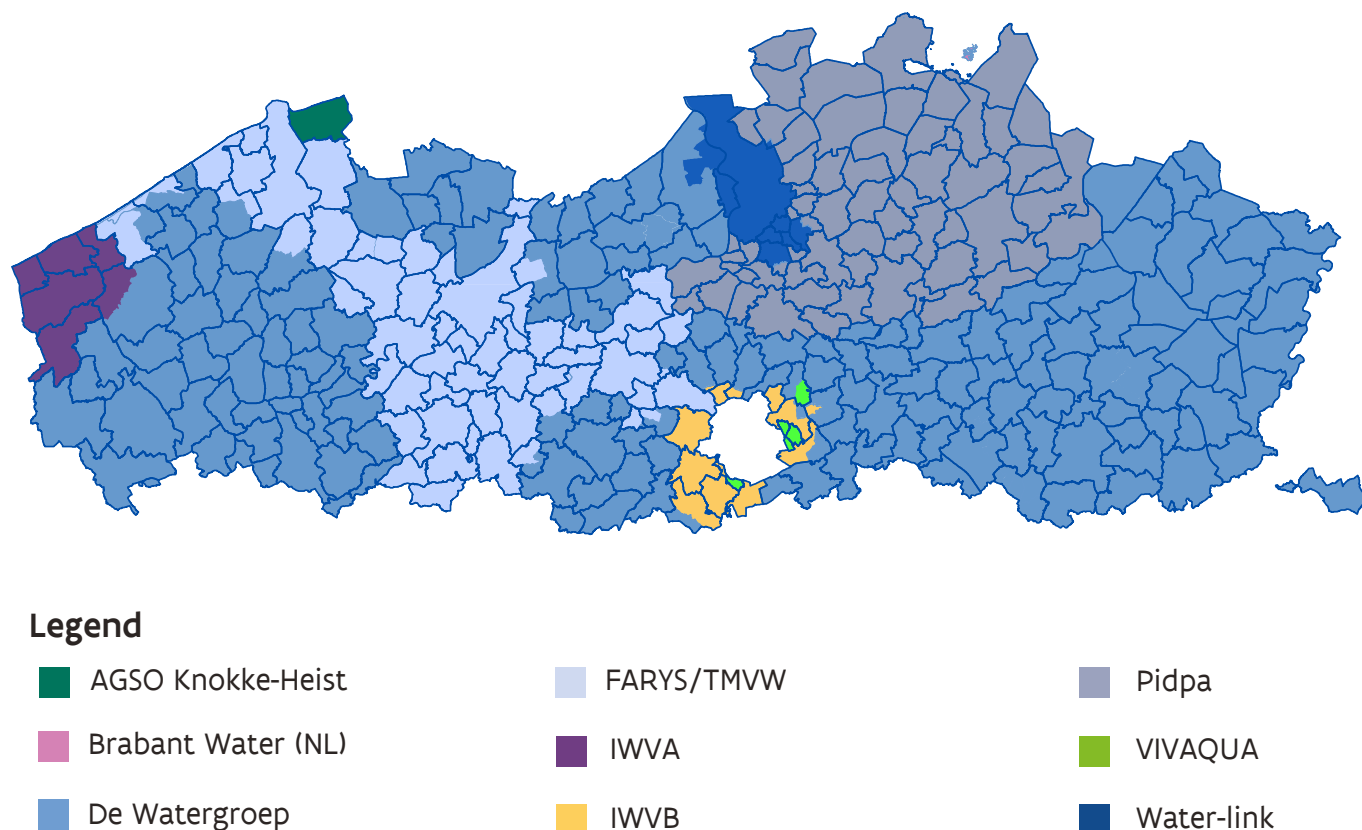 Legend
AGSO Knokke-Heist
Brabant Water (NL)
De Watergroep
FARYS/TMVW
IWVA
IWVB
Pidpa
VIVAQUA
Water-link